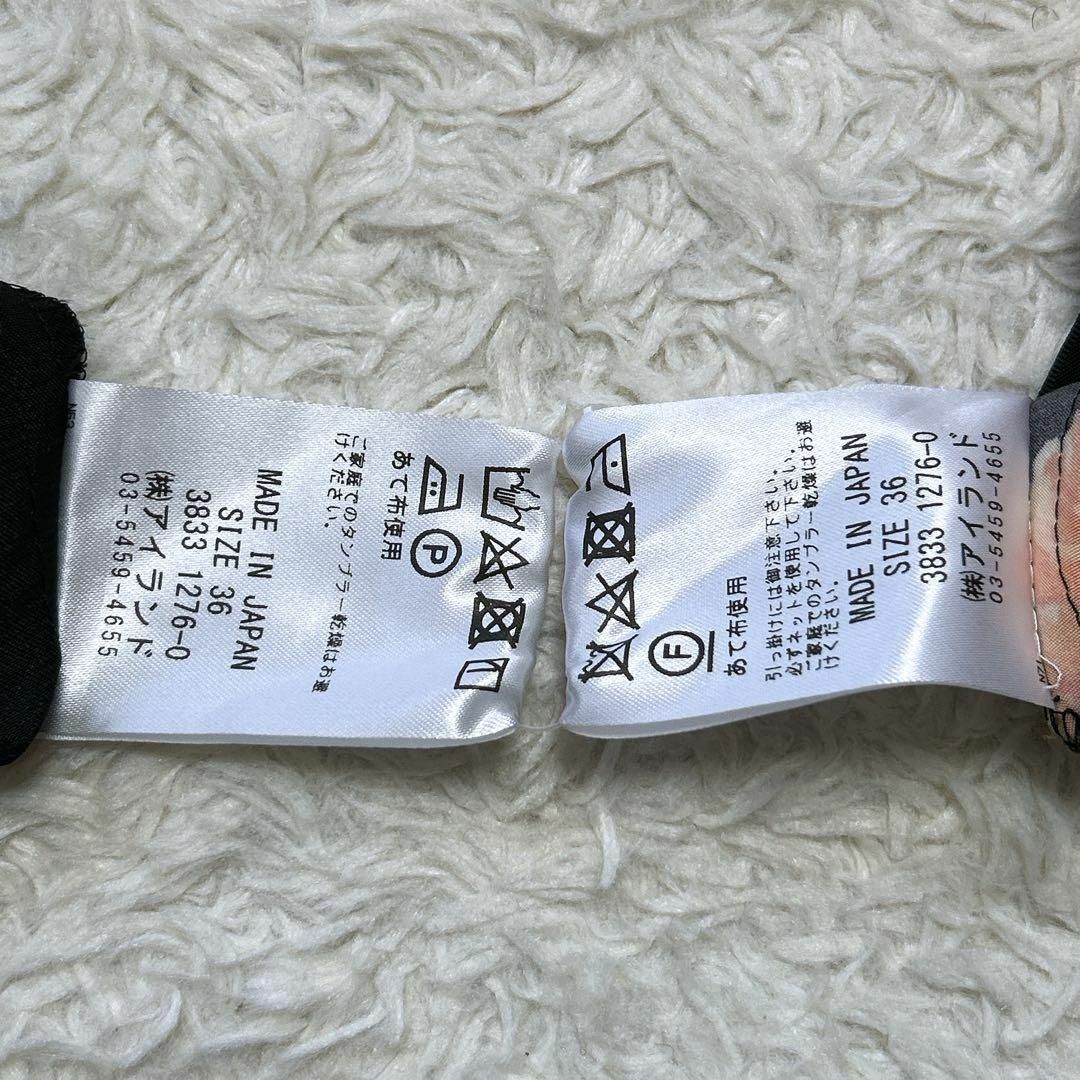 あて布使用
ご家庭でのタンブラー乾燥はお避
けください。
MADE IN JAPAN
SIZE 36
3833 1276-0
(株)アイランド
03-5459-4655
P
F
あて布使用
引っ掛けには御注意下さい。
必ずネットを使用して下さい。
ご家庭でのタンブラー乾燥はお避
けください。
MADE IN JAPAN
SIZE 36
3833 1276-0
(株)アイランド
03-5459-4655